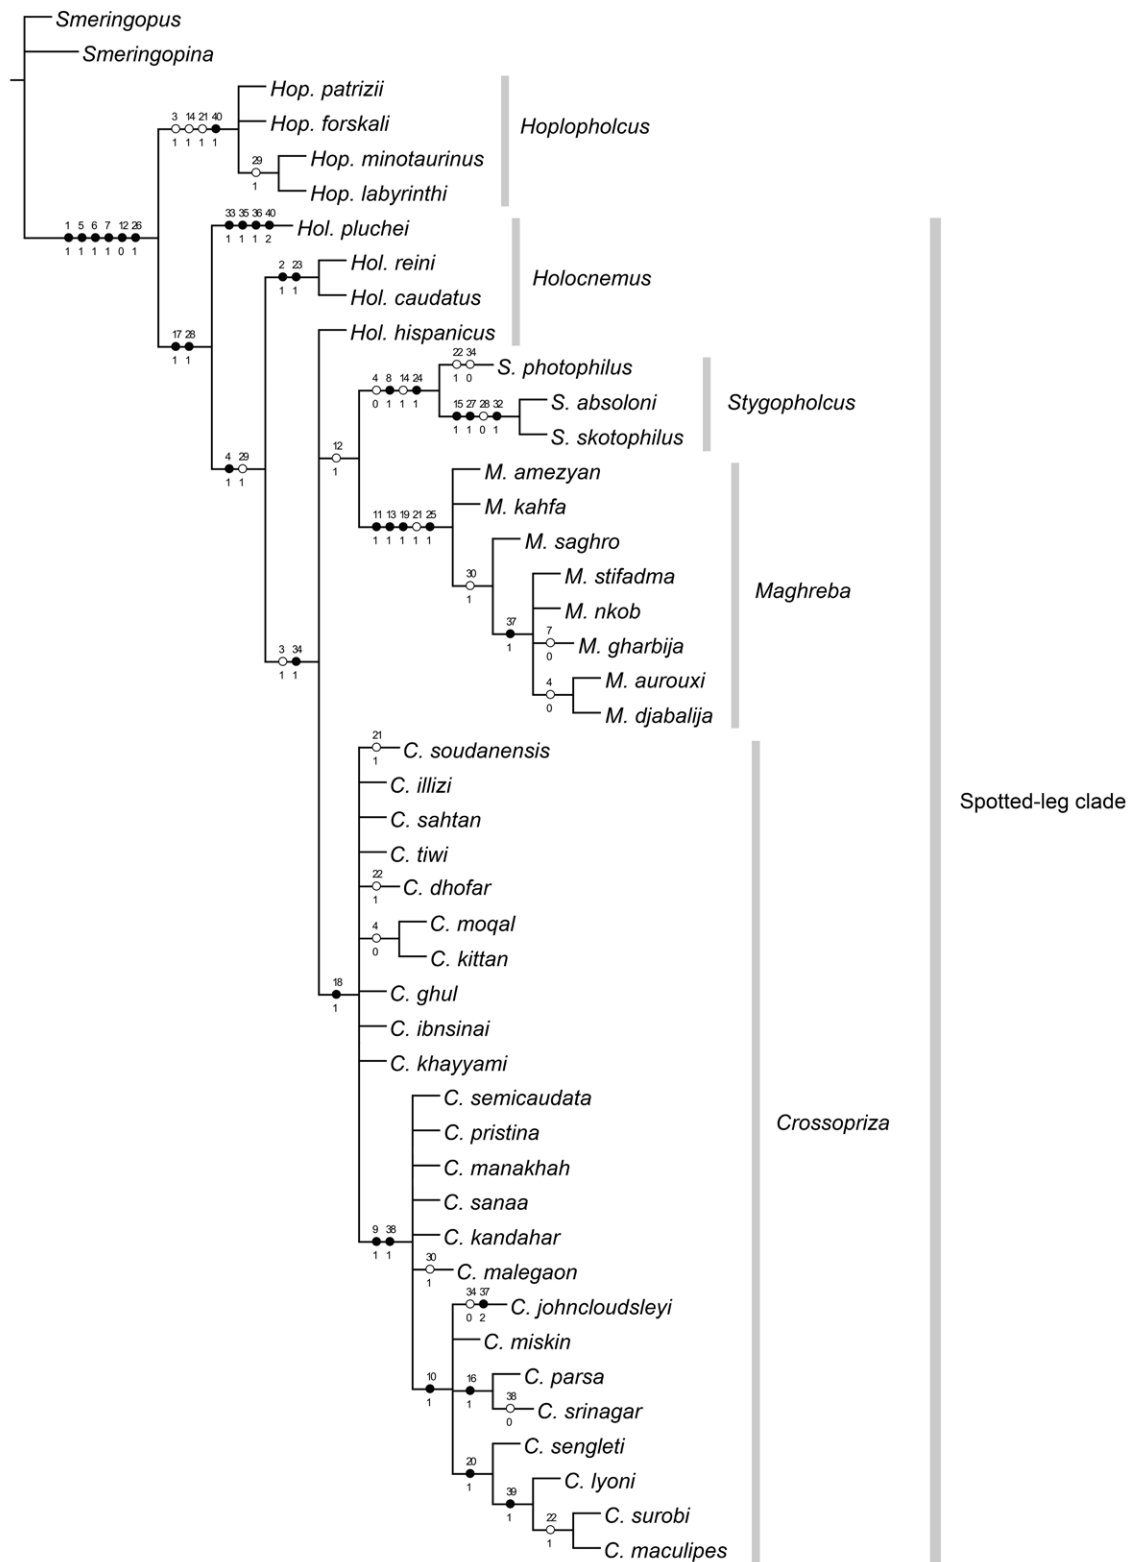 Smeringopus
Smeringopina
Hop. patrizii
3 14 21 40
Hop. forskali
Hoplopholcus
1 1 1 1
Hop. minotaurinus
29
1
Hop. labyrinthi
33 35 36 40
Hol. pluchei
1 5 6 7 12 26
1 1 1 1 0 1
1 1 1 2
Hol. reini
2 23
Holocnemus
1 1
Hol. caudatus
17 28
Hol. hispanicus
1 1
22 34
S. photophilus
1 0
4 8 14 24
0 1 1 1
S. absoloni
Stygopholcus
15 27 28 32
1 1 0 1
S. skotophilus
12
1
4 29
1 1
M. amezyan
M. kahfa
11 13 19 21 25
1 1 1 1 1
M. saghro
M. stifadma
30
1
Maghreba
M. nkob
37
1
7
M. gharbija
0
3 34
1 1
M. aurouxi
4
0
M. djabalija
21
C. soudanensis
1
C. illizi
Spotted-leg clade
C. sahtan
C. tiwi
22
C. dhofar
1
C. moqal
4
0
C. kittan
18
1
C. ghul
C. ibnsinai
C. khayyami
C. semicaudata
Crossopriza
C. pristina
C. manakhah
C. sanaa
9 38
1 1
C. kandahar
30
C. malegaon
1
34 37
C. johncloudsleyi
0 2
C. miskin
10
1
C. parsa
16
1
38
C. srinagar
0
C. sengleti
20
1
C. lyoni
39
1
C. surobi
22
1
C. maculipes